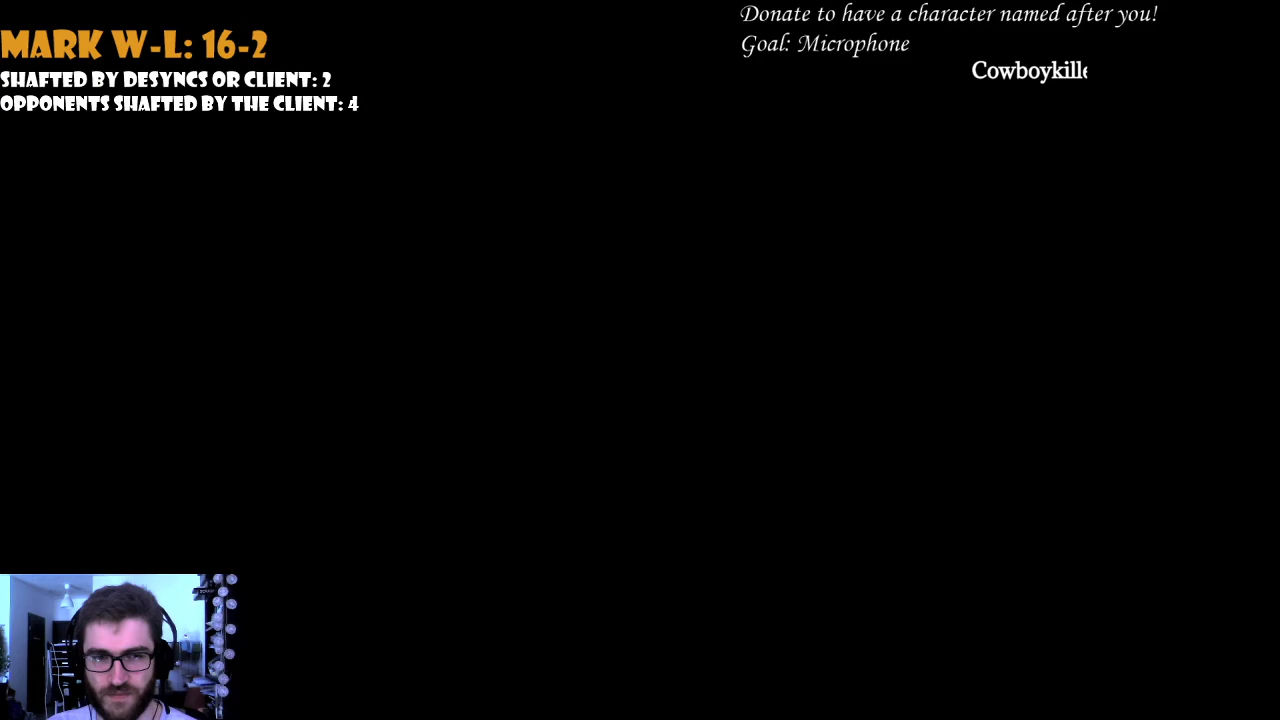 MARK W-L: 16-2
SHAFTED BY DESYNCS OR CLIENT: 2
OPPONENTS SHAFTED BY THE CLIENT: 4
Donate to have a character named after you!
Goal: Microphone
Cowboykille